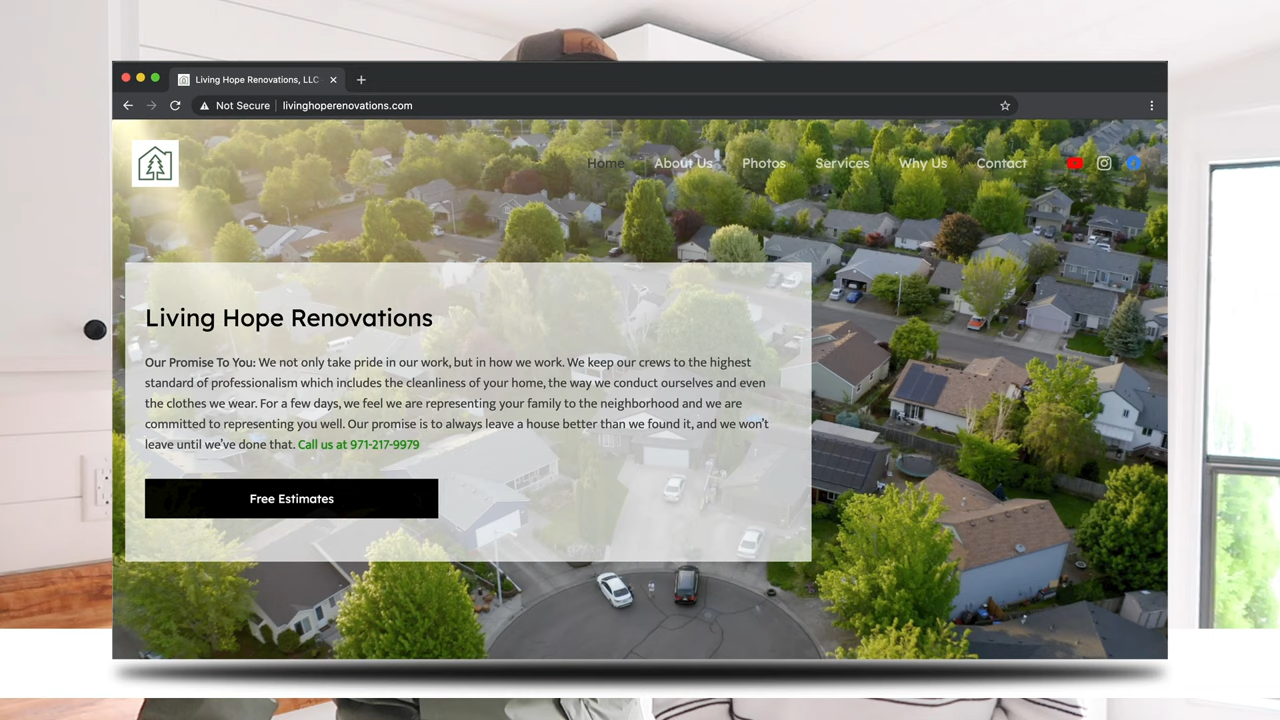 Living Hope Renovations, LLC
Not Secure livinghoperenovations.com
Home About Us Photos Services Why Us Contact
Living Hope Renovations
Our Promise To You: We not only take pride in our work, but in how we work. We keep our crews to the highest
standard of professionalism which includes the cleanliness of your home, the way we conduct ourselves and even
the clothes we wear. For a few days, we feel we are representing your family to the neighborhood and we are
committed to representing you well. Our promise is to always leave a house better than we found it, and we won't
leave until we've done that. Call us at 971-217-9979
Free Estimates